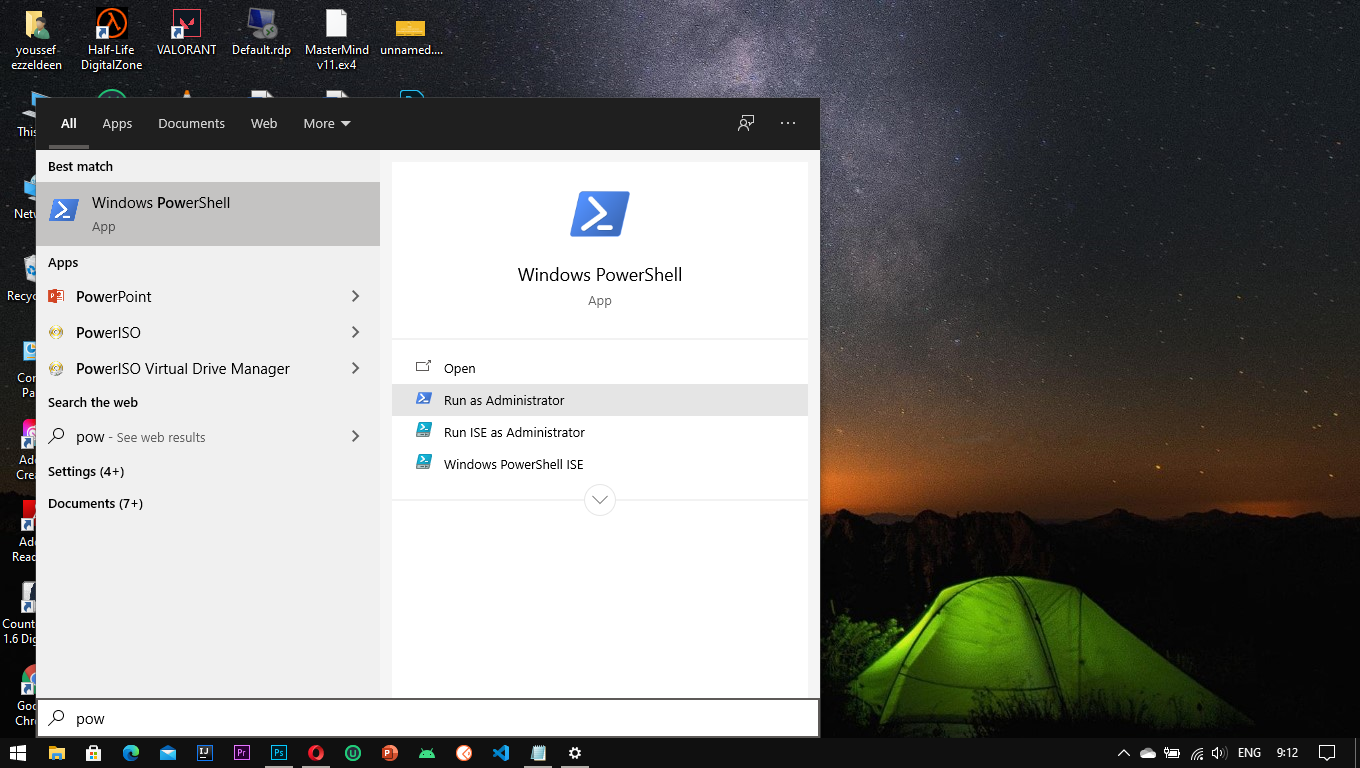 youssef
ezzeldeen
Half-Life
DigitalZone
VALORANT
Default.rdp
MasterMind
v11.ex4
unnamed....
This
Netw
Recyc
Con
Pa
Ado
Crea
Ado
Read
Count
1.6 Dig
Goo
Chr
All
Apps
Documents
Web
More
Best match
Windows PowerShell
App
Apps
PowerPoint
PowerISO
PowerISO Virtual Drive Manager
Search the web
pow - See web results
Settings (4+)
Documents (7+)
Windows PowerShell
App
Open
Run as Administrator
Run ISE as Administrator
Windows PowerShell ISE
pow
ENG
9:12